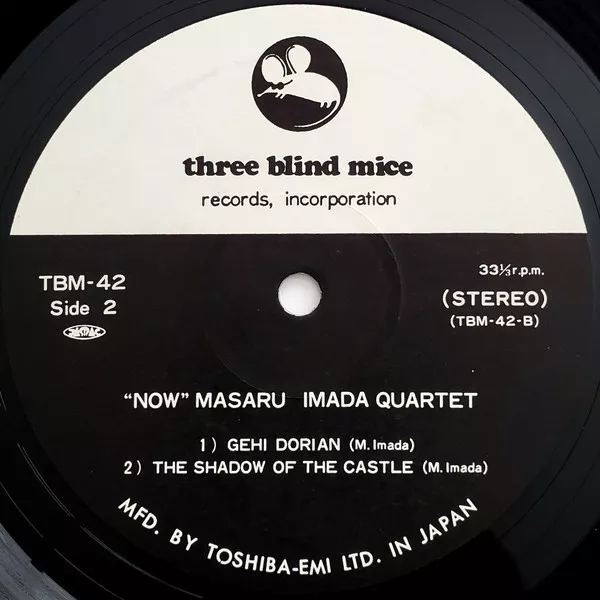 three blind mice
records, incorporation
TBM-42
Side 2
33⅓ r.p.m.
(STEREO)
(TBM-42-B)
"NOW" MASARU IMADA QUARTET
1) GEHI DORIAN (M. Imada)
2) THE SHADOW OF THE CASTLE (M. Imada)
MFD. BY TOSHIBA-EMI LTD. IN JAPAN